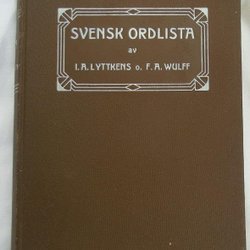 SVENSK ORDLISTA
av
I.A.LYTTKENS o. F.A.WULFF